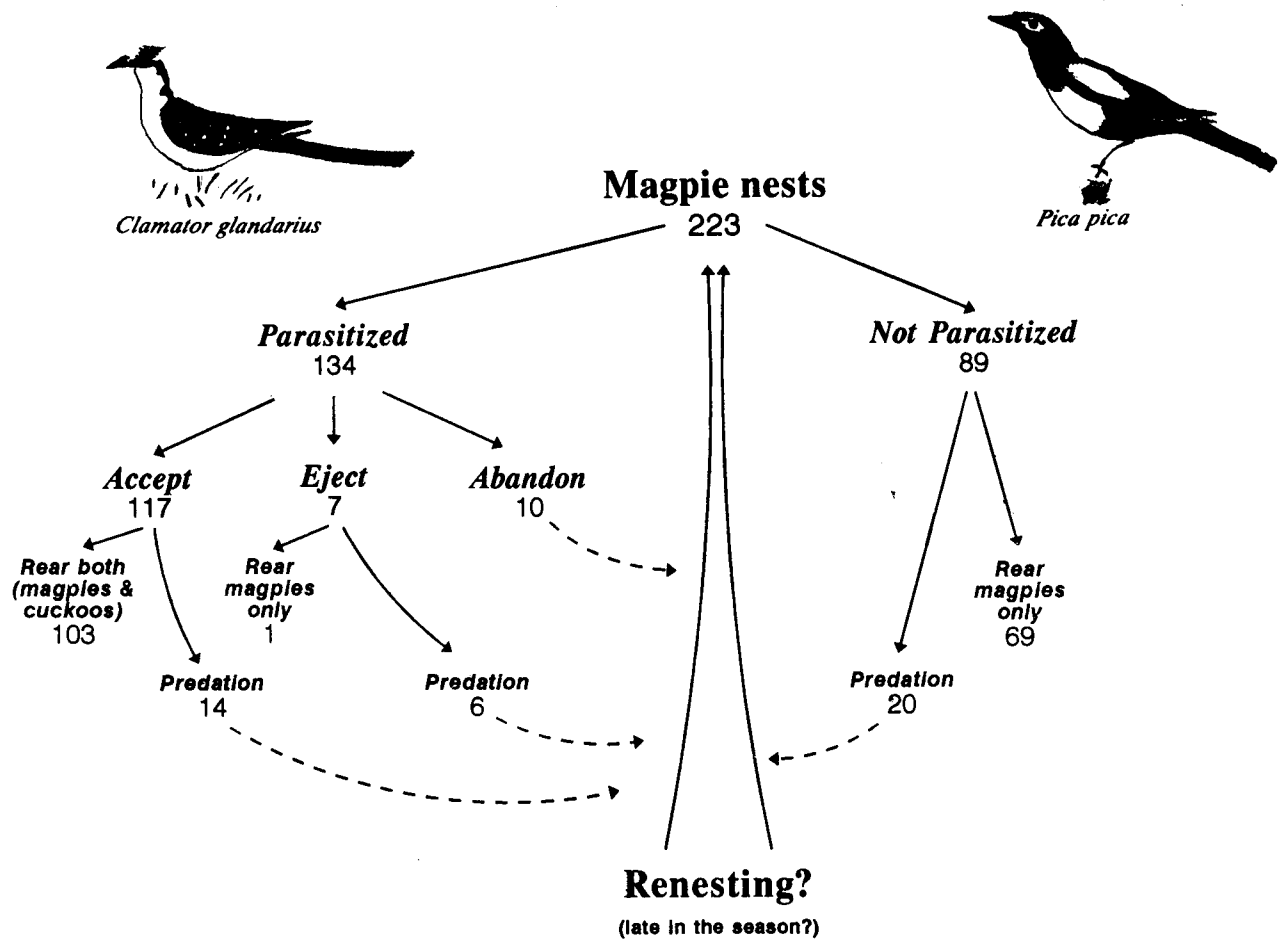 Clamator glandarius
Pica pica
Magpie nests
223
Parasitized
134
Not Parasitized
89
Accept
117
Eject
7
Abandon
10
Rear both
(magpies &
cuckoos)
103
Rear
magpies
only
1
Rear
magpies
only
69
Predation
14
Predation
6
Predation
20
Renesting?
(late in the season?)